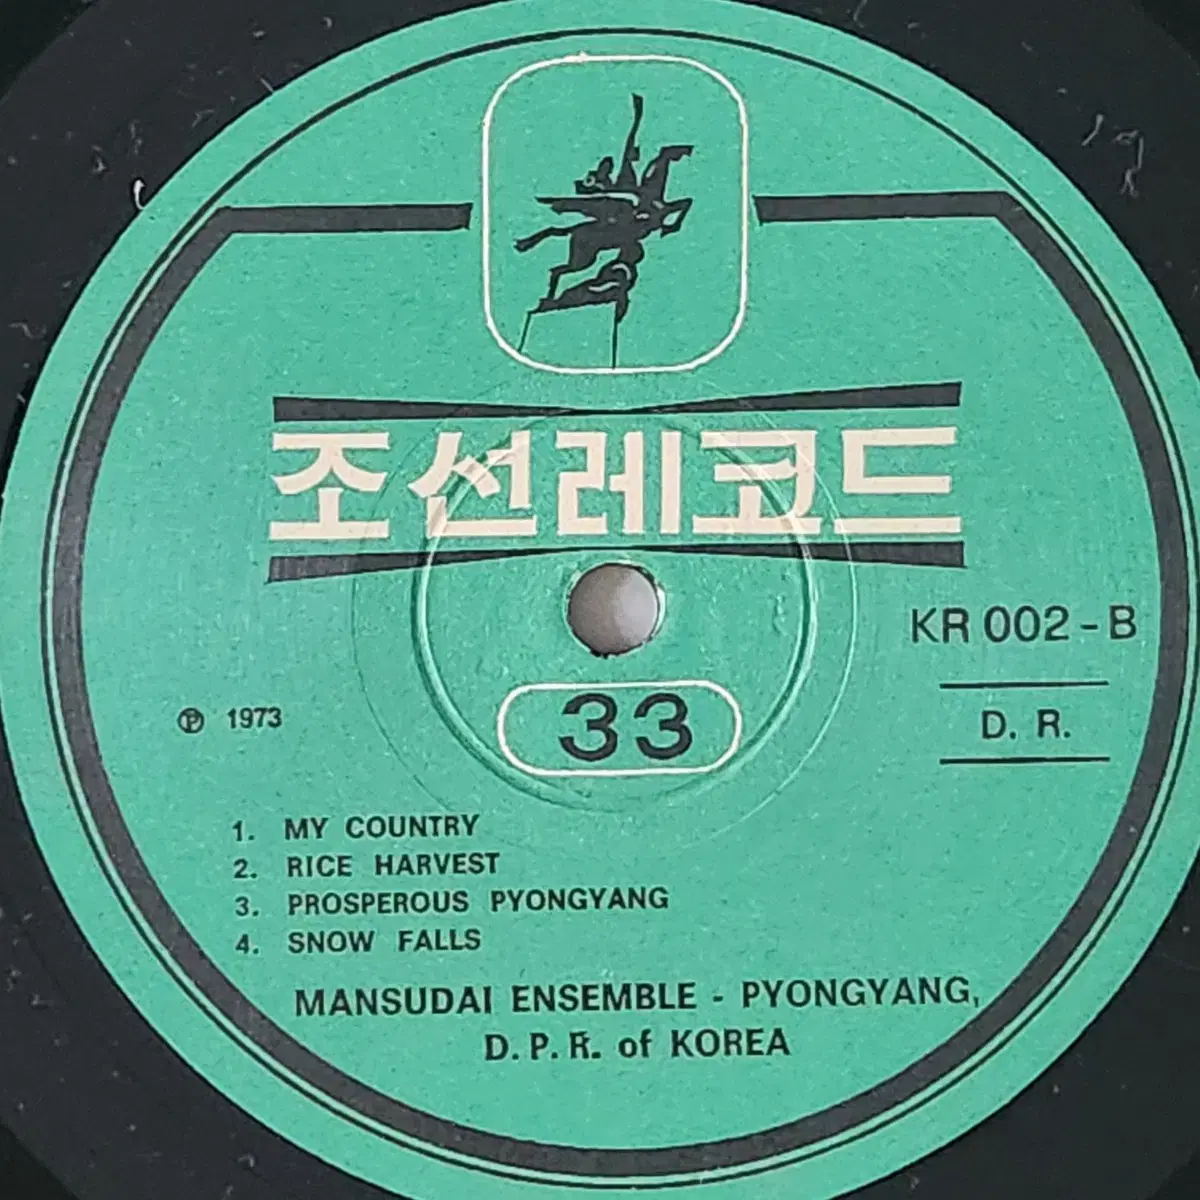 조선레코드
KR 002-B
33
D. R.
℗ 1973
1. MY COUNTRY
2. RICE HARVEST
3. PROSPEROUS PYONGYANG
4. SNOW FALLS
MANSUDAI ENSEMBLE - PYONGYANG,
D. P. R. of KOREA